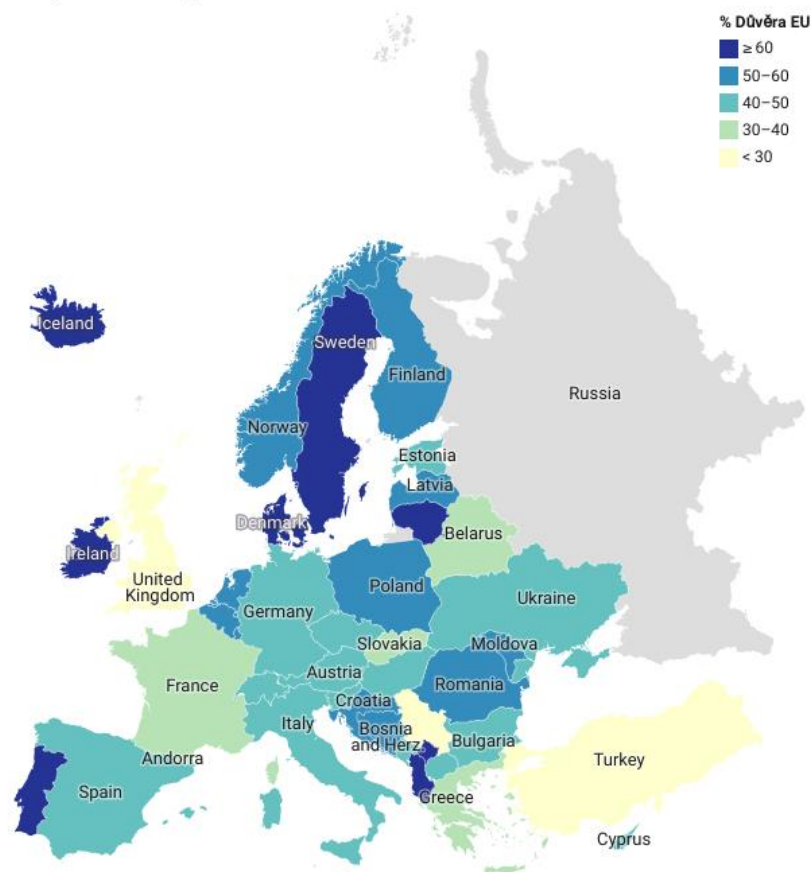 % Důvěra EU
≥ 60
50–60
40–50
30–40
< 30
Iceland
Sweden
Finland
Russia
Norway
Estonia
Latvia
Denmark
Belarus
Ireland
United
Kingdom
Poland
Germany
Ukraine
Slovakia
Moldova
Austria
France
Romania
Croatia
Italy
Bosnia
and Herz.
Bulgaria
Andorra
Turkey
Spain
Greece
Cyprus